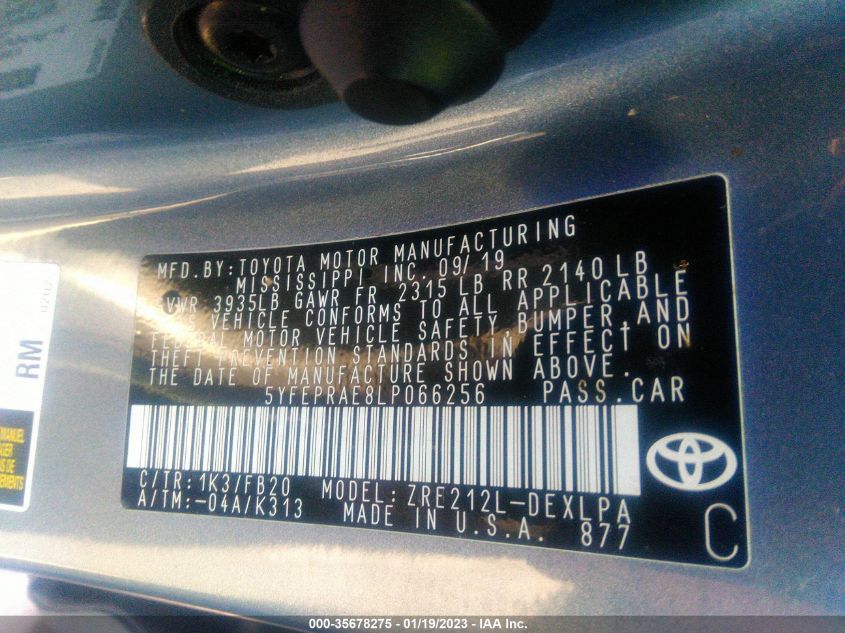 MFD.BY:TOYOTA MOTOR MANUFACTURING
MISSISSIPPI INC. 09/19
GVWR 3935LB GAWR FR 2315 LB RR 2140 LB
THIS VEHICLE CONFORMS TO ALL APPLICABLE
FEDERAL MOTOR VEHICLE SAFETY, BUMPER, AND
THEFT PREVENTION STANDARDS IN EFFECT ON
THE DATE OF MANUFACTURE SHOWN ABOVE.
5YFEPRAE8LP066256 PASS.CAR
C/TR:1K3/FB20 MODEL:ZRE212L-DEXLPA
A/TM:-04A/K313 MADE IN U.S.A. 877
C
RM
MANUEL
DE
000-35678275 - 01/19/2023 - IAA Inc.